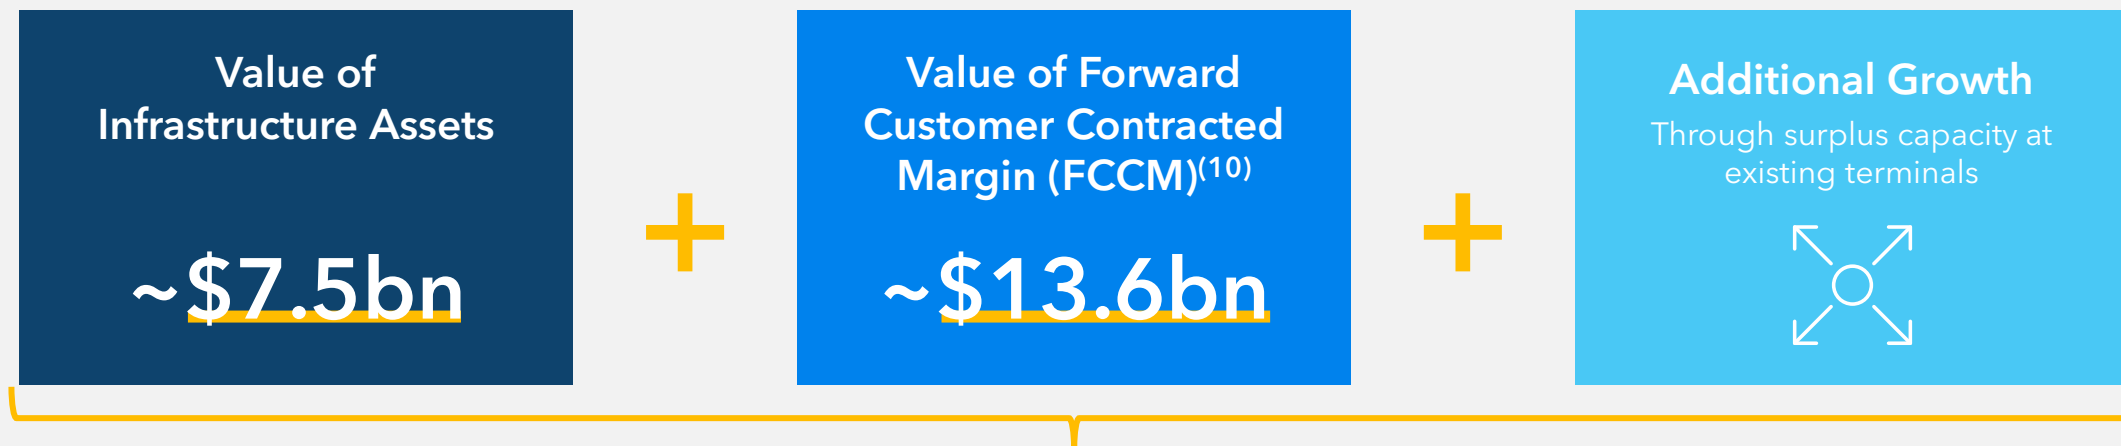 Value of
Infrastructure Assets
~$7.5bn
+
Value of Forward
Customer Contracted
Margin (FCCM)(10)
~$13.6bn
+
Additional Growth
Through surplus capacity at
existing terminals